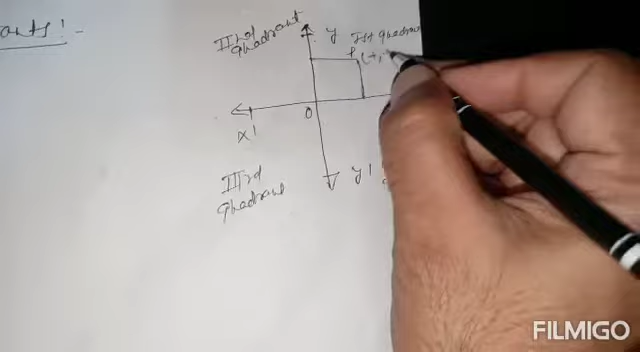 ants! -
IInd
Quadrant
y
Ist Quadrant
P
(+,
X'
O
IIIrd
Quadrant
y'
FILMIGO